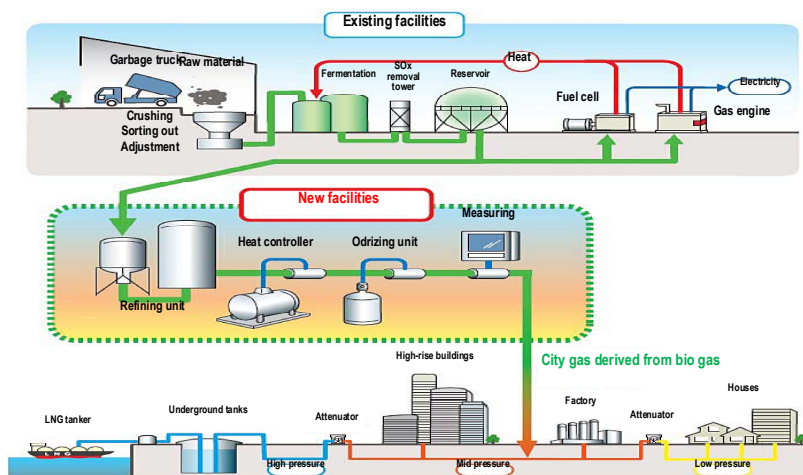 Existing facilities
Garbage truck
Raw material
Crushing
Sorting out
Adjustment
Fermentation
SOx
removal
tower
Reservoir
Heat
Fuel cell
Electricity
Gas engine
New facilities
Refining unit
Heat controller
Odrizing unit
Measuring
City gas derived from bio gas
LNG tanker
Underground tanks
Attenuator
High-rise buildings
Factory
Attenuator
Houses
High pressure
Mid pressure
Low pressure